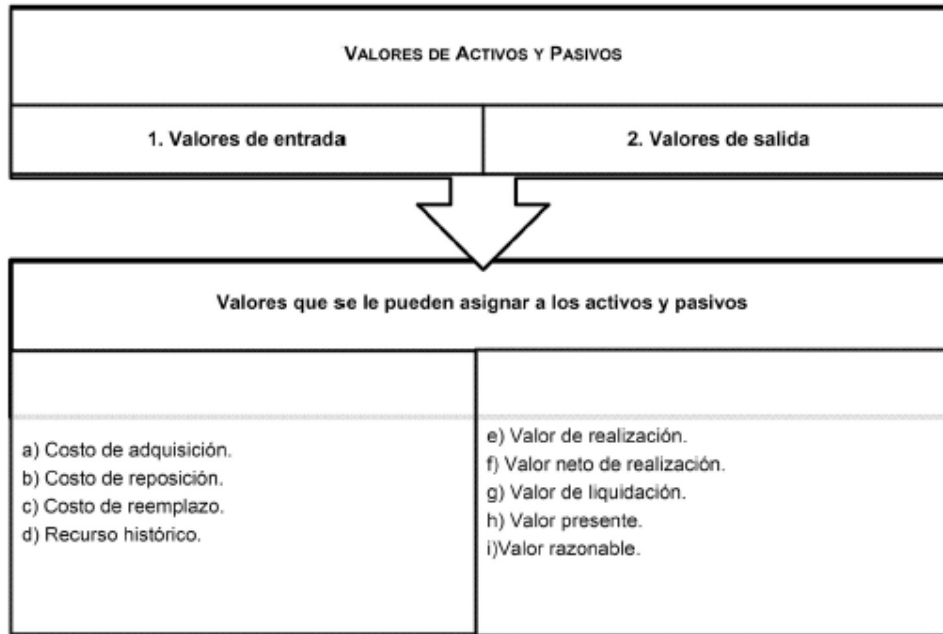 VALORES DE ACTIVOS Y PASIVOS
1. Valores de entrada
2. Valores de salida
Valores que se le pueden asignar a los activos y pasivos
a) Costo de adquisición.
b) Costo de reposición.
c) Costo de reemplazo.
d) Recurso histórico.
e) Valor de realización.
f) Valor neto de realización.
g) Valor de liquidación.
h) Valor presente.
i)Valor razonable.